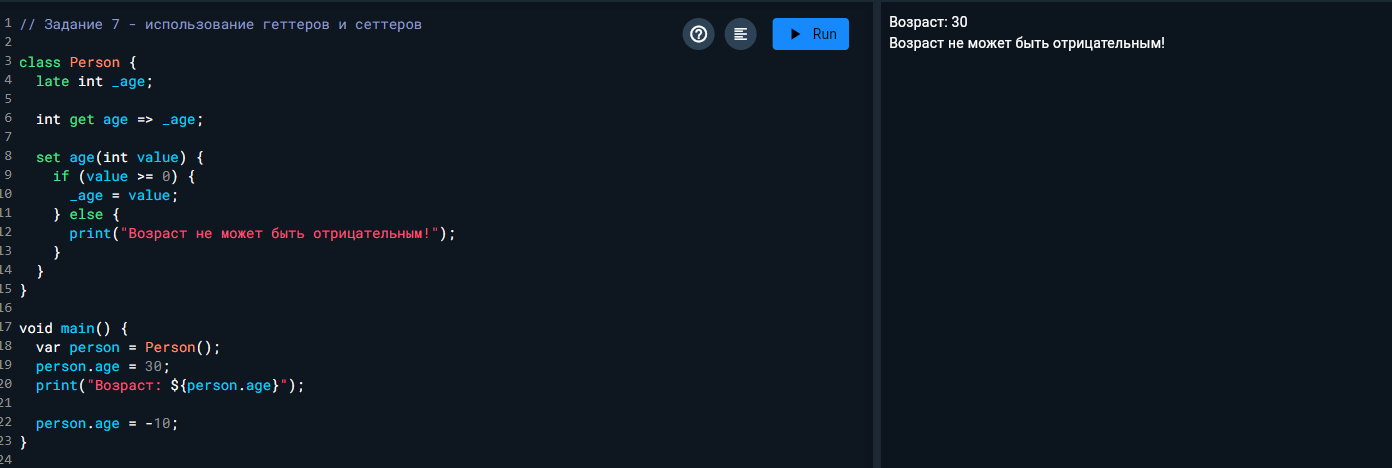 1 // Задание 7 - использование геттеров и сеттеров
2
3 class Person {
4   late int _age;
5
6   int get age => _age;
7
8   set age(int value) {
9     if (value >= 0) {
10       _age = value;
11     } else {
12       print("Возраст не может быть отрицательным!");
13     }
14   }
15 }
16
17 void main() {
18   var person = Person();
19   person.age = 30;
20   print("Возраст: ${person.age}");
21
22   person.age = -10;
23 }
24
Run
Возраст: 30
Возраст не может быть отрицательным!